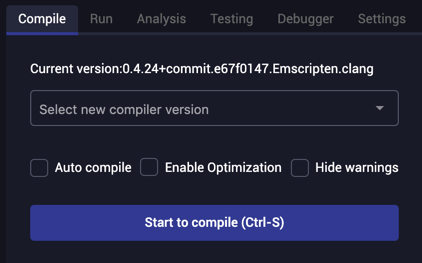 Compile Run Analysis Testing Debugger Settings
Current version:0.4.24+commit.e67f0147.Emscripten.clang
Select new compiler version
Auto compile Enable Optimization Hide warnings
Start to compile (Ctrl-S)